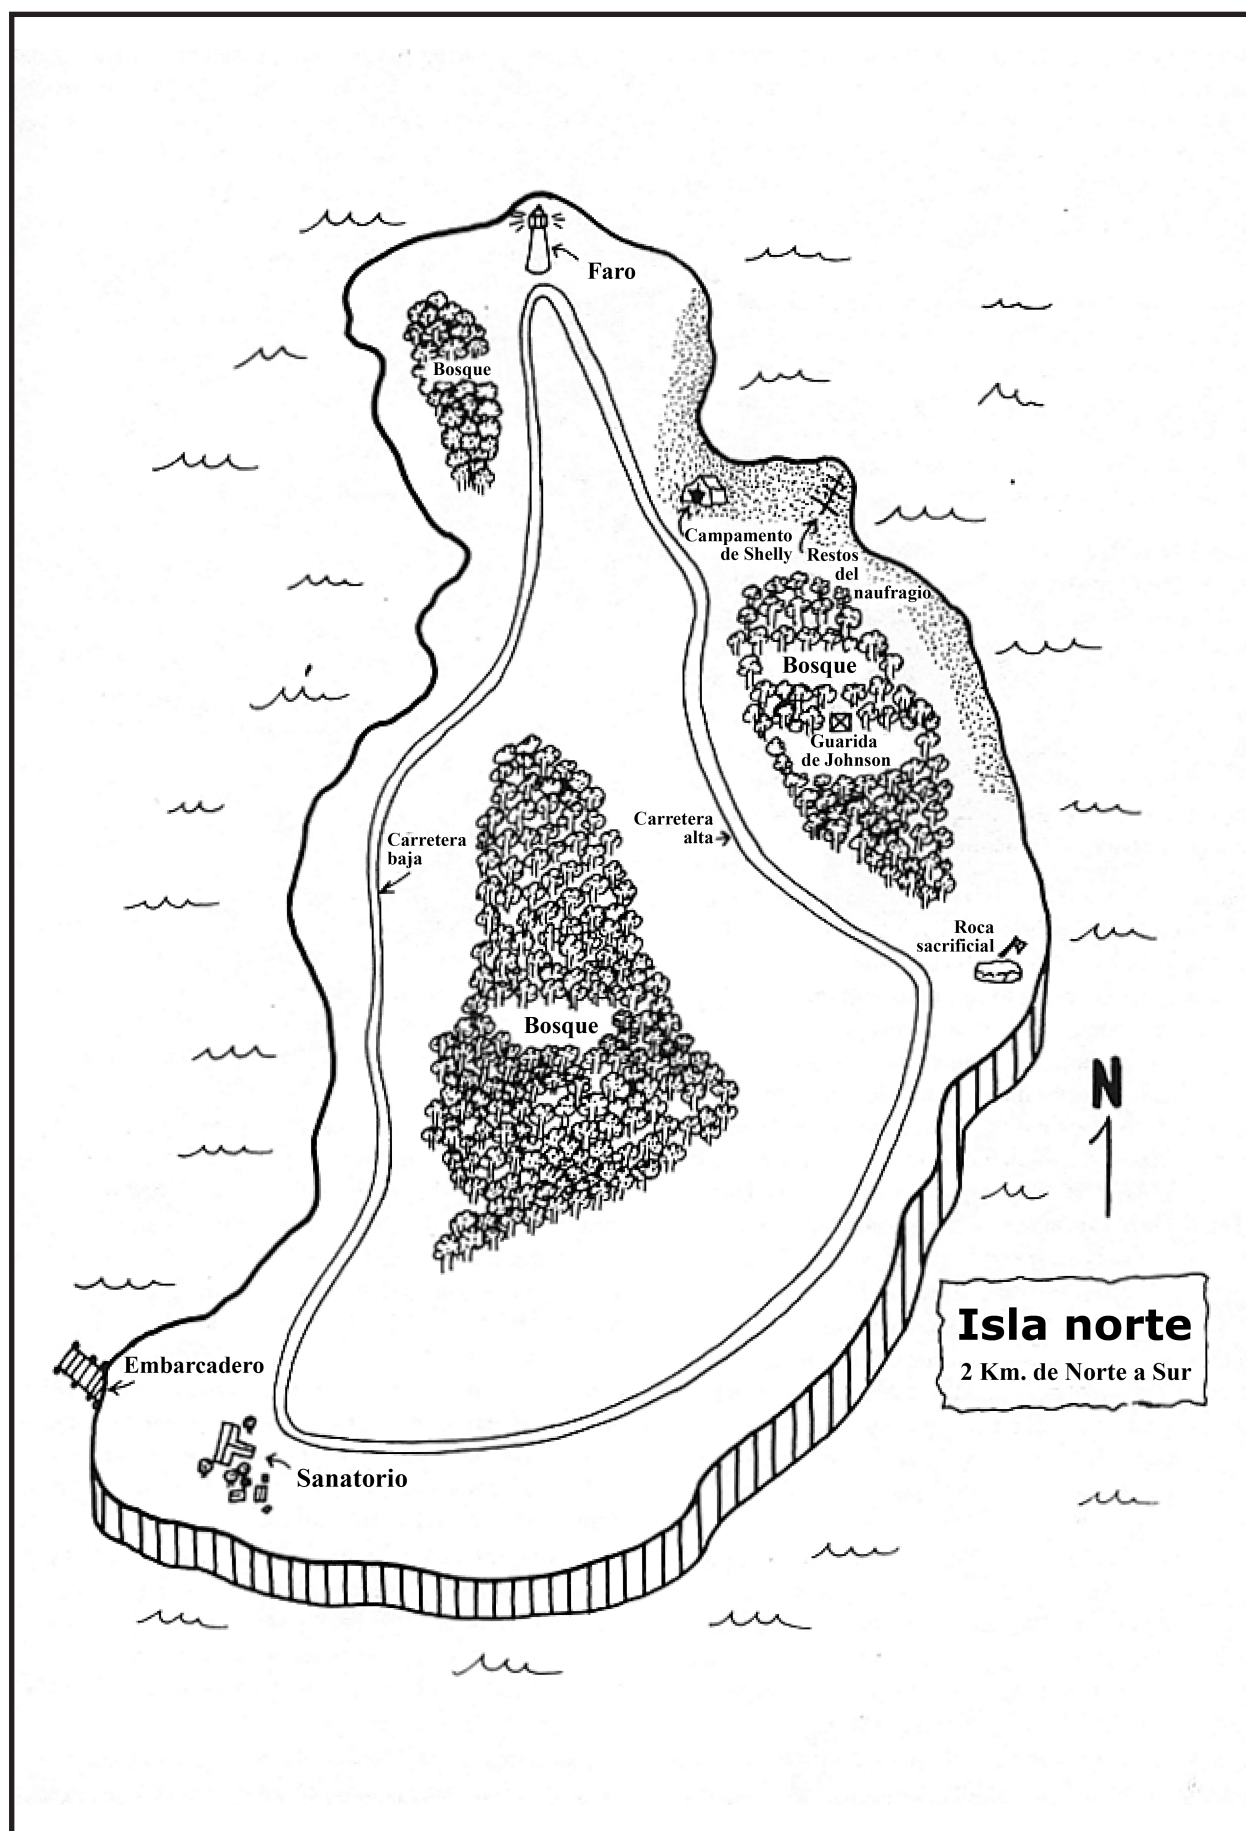 Faro
Bosque
Campamento
de Shelly
Restos
del
naufragio
Bosque
Guarida
de Johnson
Carretera
alta
Carretera
baja
Roca
sacrificial
Bosque
N
Isla norte
2 Km. de Norte a Sur
Embarcadero
Sanatorio